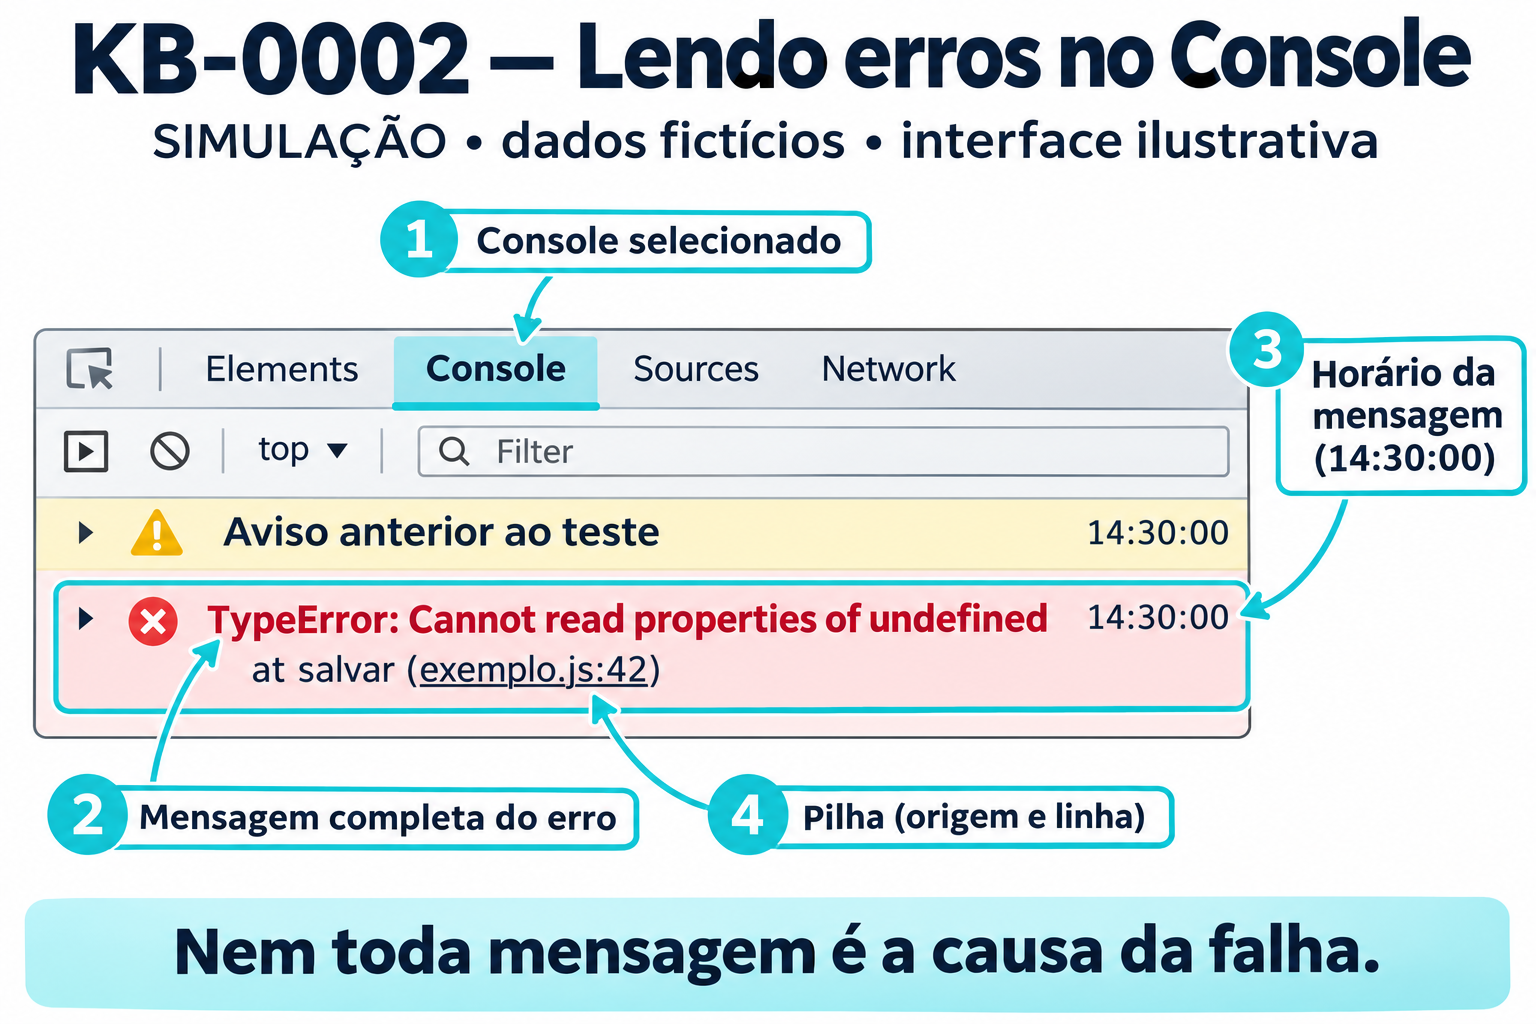 KB-0002 — Lendo erros no Console
SIMULAÇÃO • dados fictícios • interface ilustrativa
1 Console selecionado
Elements Console Sources Network
3 Horário da
mensagem
(14:30:00)
top Filter
Aviso anterior ao teste 14:30:00
TypeError: Cannot read properties of undefined 14:30:00
at salvar (exemplo.js:42)
2 Mensagem completa do erro
4 Pilha (origem e linha)
Nem toda mensagem é a causa da falha.